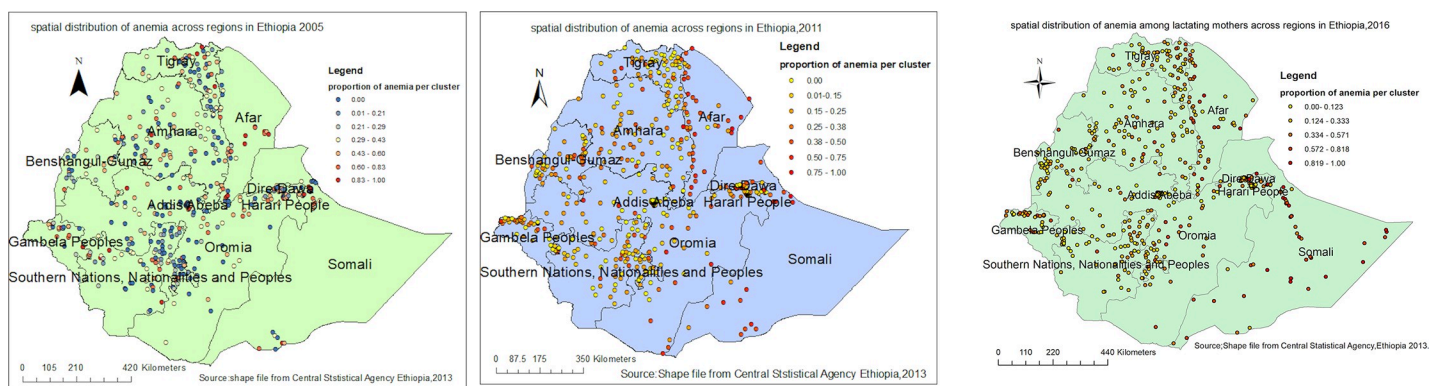 spatial distribution of anemia across regions in Ethiopia 2005
N
Legend
proportion of anemia per cluster
0.00
0.01 - 0.21
0.21 - 0.29
0.29 - 0.43
0.43 - 0.60
0.60 - 0.83
0.83 - 1.00
Tigray
Afar
Amhara
Benshangul-Gumaz
Dire Dawa
Addis Abeba
Harari People
Gambela Peoples
Oromia
Somali
Southern Nations, Nationalities and Peoples
0 105 210 420 Kilometers
Source:shape file from Central Ststistical Agency Ethiopia,2013
spatial distribution of anemia across regions in Ethiopia,2011
Legend
proportion of anemia per cluster
0.00
0.01-0.15
0.15 - 0.25
0.25 - 0.38
0.38 - 0.50
0.50 - 0.75
0.75 - 1.00
N
Tigray
Afar
Amhara
Benshangul-Gumaz
Dire Dawa
Addis Abeba
Harari People
Gambela Peoples
Oromia
Somali
Southern Nations, Nationalities and Peoples
0 87.5 175 350 Kilometers
Source:Shape file from Central Ststistical Agency Ethiopia,2013
spatial distribution of anemia among lactating mothers across regions in Ethiopia,2016
N
Legend
proportion of anemia per cluster
0.00 - 0.123
0.124 - 0.333
0.334 - 0.571
0.572 - 0.818
0.819 - 1.00
Tigray
Afar
Amhara
Benshangul-Gumaz
Dire Dawa
Addis Abeba
Harari People
Gambela Peoples
Oromia
Somali
Southern Nations, Nationalities and Peoples
0 110 220 440 Kilometers
Source;Shape file from Central Ststistical Agency,Ethiopia 2013.